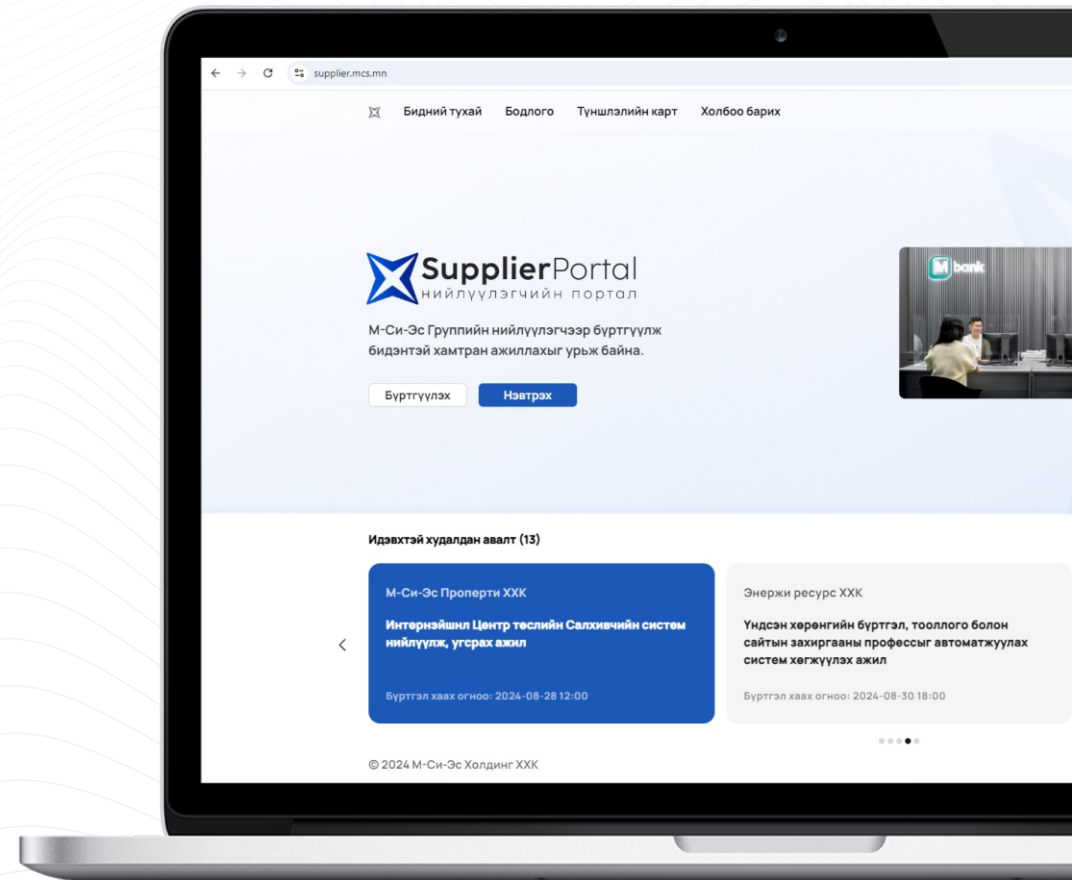 supplier.mcs.mn
Бидний тухай Бодлого Түншлэлийн карт Холбоо барих
SupplierPortal
нийлүүлэгчийн портал
М-Си-Эс Группийн нийлүүлэгчээр бүртгүүлж
бидэнтэй хамтран ажиллахыг урьж байна.
Бүртгүүлэх Нэвтрэх
M bank
Идэвхтэй худалдан авалт (13)
М-Си-Эс Проперти ХХК
Интернэйшнл Центр төслийн Салхивчийн систем
нийлүүлж, угсрах ажил
Бүртгэл хаах огноо: 2024-08-28 12:00
Энержи ресурс ХХК
Үндсэн хөрөнгийн бүртгэл, тооллого болон
сайтын захиргааны профессыг автоматжуулах
систем хөгжүүлэх ажил
Бүртгэл хаах огноо: 2024-08-30 18:00
© 2024 М-Си-Эс Холдинг ХХК